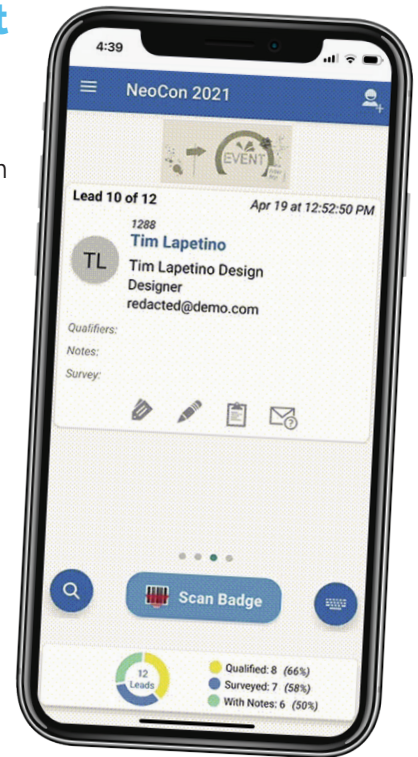 t
n
4:39
NeoCon 2021
EVENT
Lead 10 of 12
Apr 19 at 12:52:50 PM
1288
TL
Tim Lapetino
Tim Lapetino Design
Designer
redacted@demo.com
Qualifiers:
Notes:
Survey:
Scan Badge
12
Leads
Qualified: 8 (66%)
Surveyed: 7 (58%)
With Notes: 6 (50%)